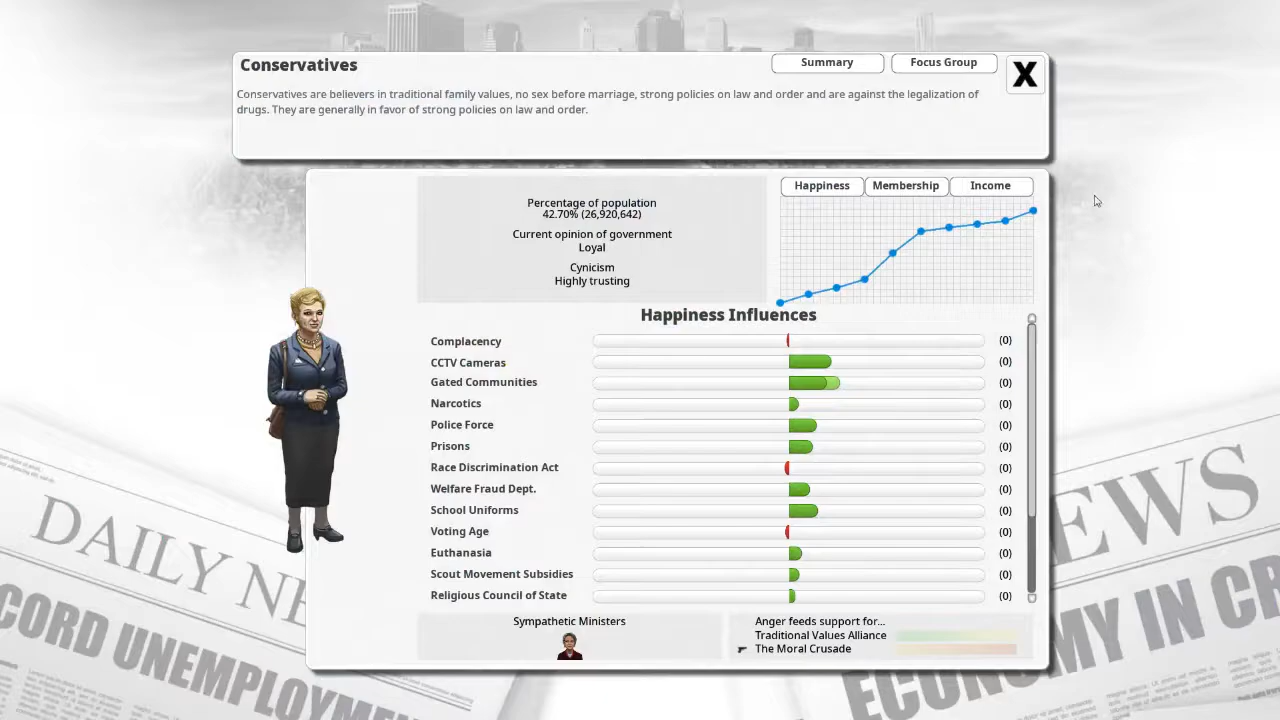 Conservatives
Summary
Focus Group
X
Conservatives are believers in traditional family values, no sex before marriage, strong policies on law and order and are against the legalization of
drugs. They are generally in favor of strong policies on law and order.
Percentage of population
42.70% (26,920,642)
Current opinion of government
Loyal
Cynicism
Highly trusting
Happiness
Membership
Income
Happiness Influences
Complacency (0)
CCTV Cameras (0)
Gated Communities (0)
Narcotics (0)
Police Force (0)
Prisons (0)
Race Discrimination Act (0)
Welfare Fraud Dept. (0)
School Uniforms (0)
Voting Age (0)
Euthanasia (0)
Scout Movement Subsidies (0)
Religious Council of State (0)
Sympathetic Ministers
Anger feeds support for...
Traditional Values Alliance
The Moral Crusade
DAILY NE
CORD UNEMPLOYM
EWS
ECONOMY IN CR